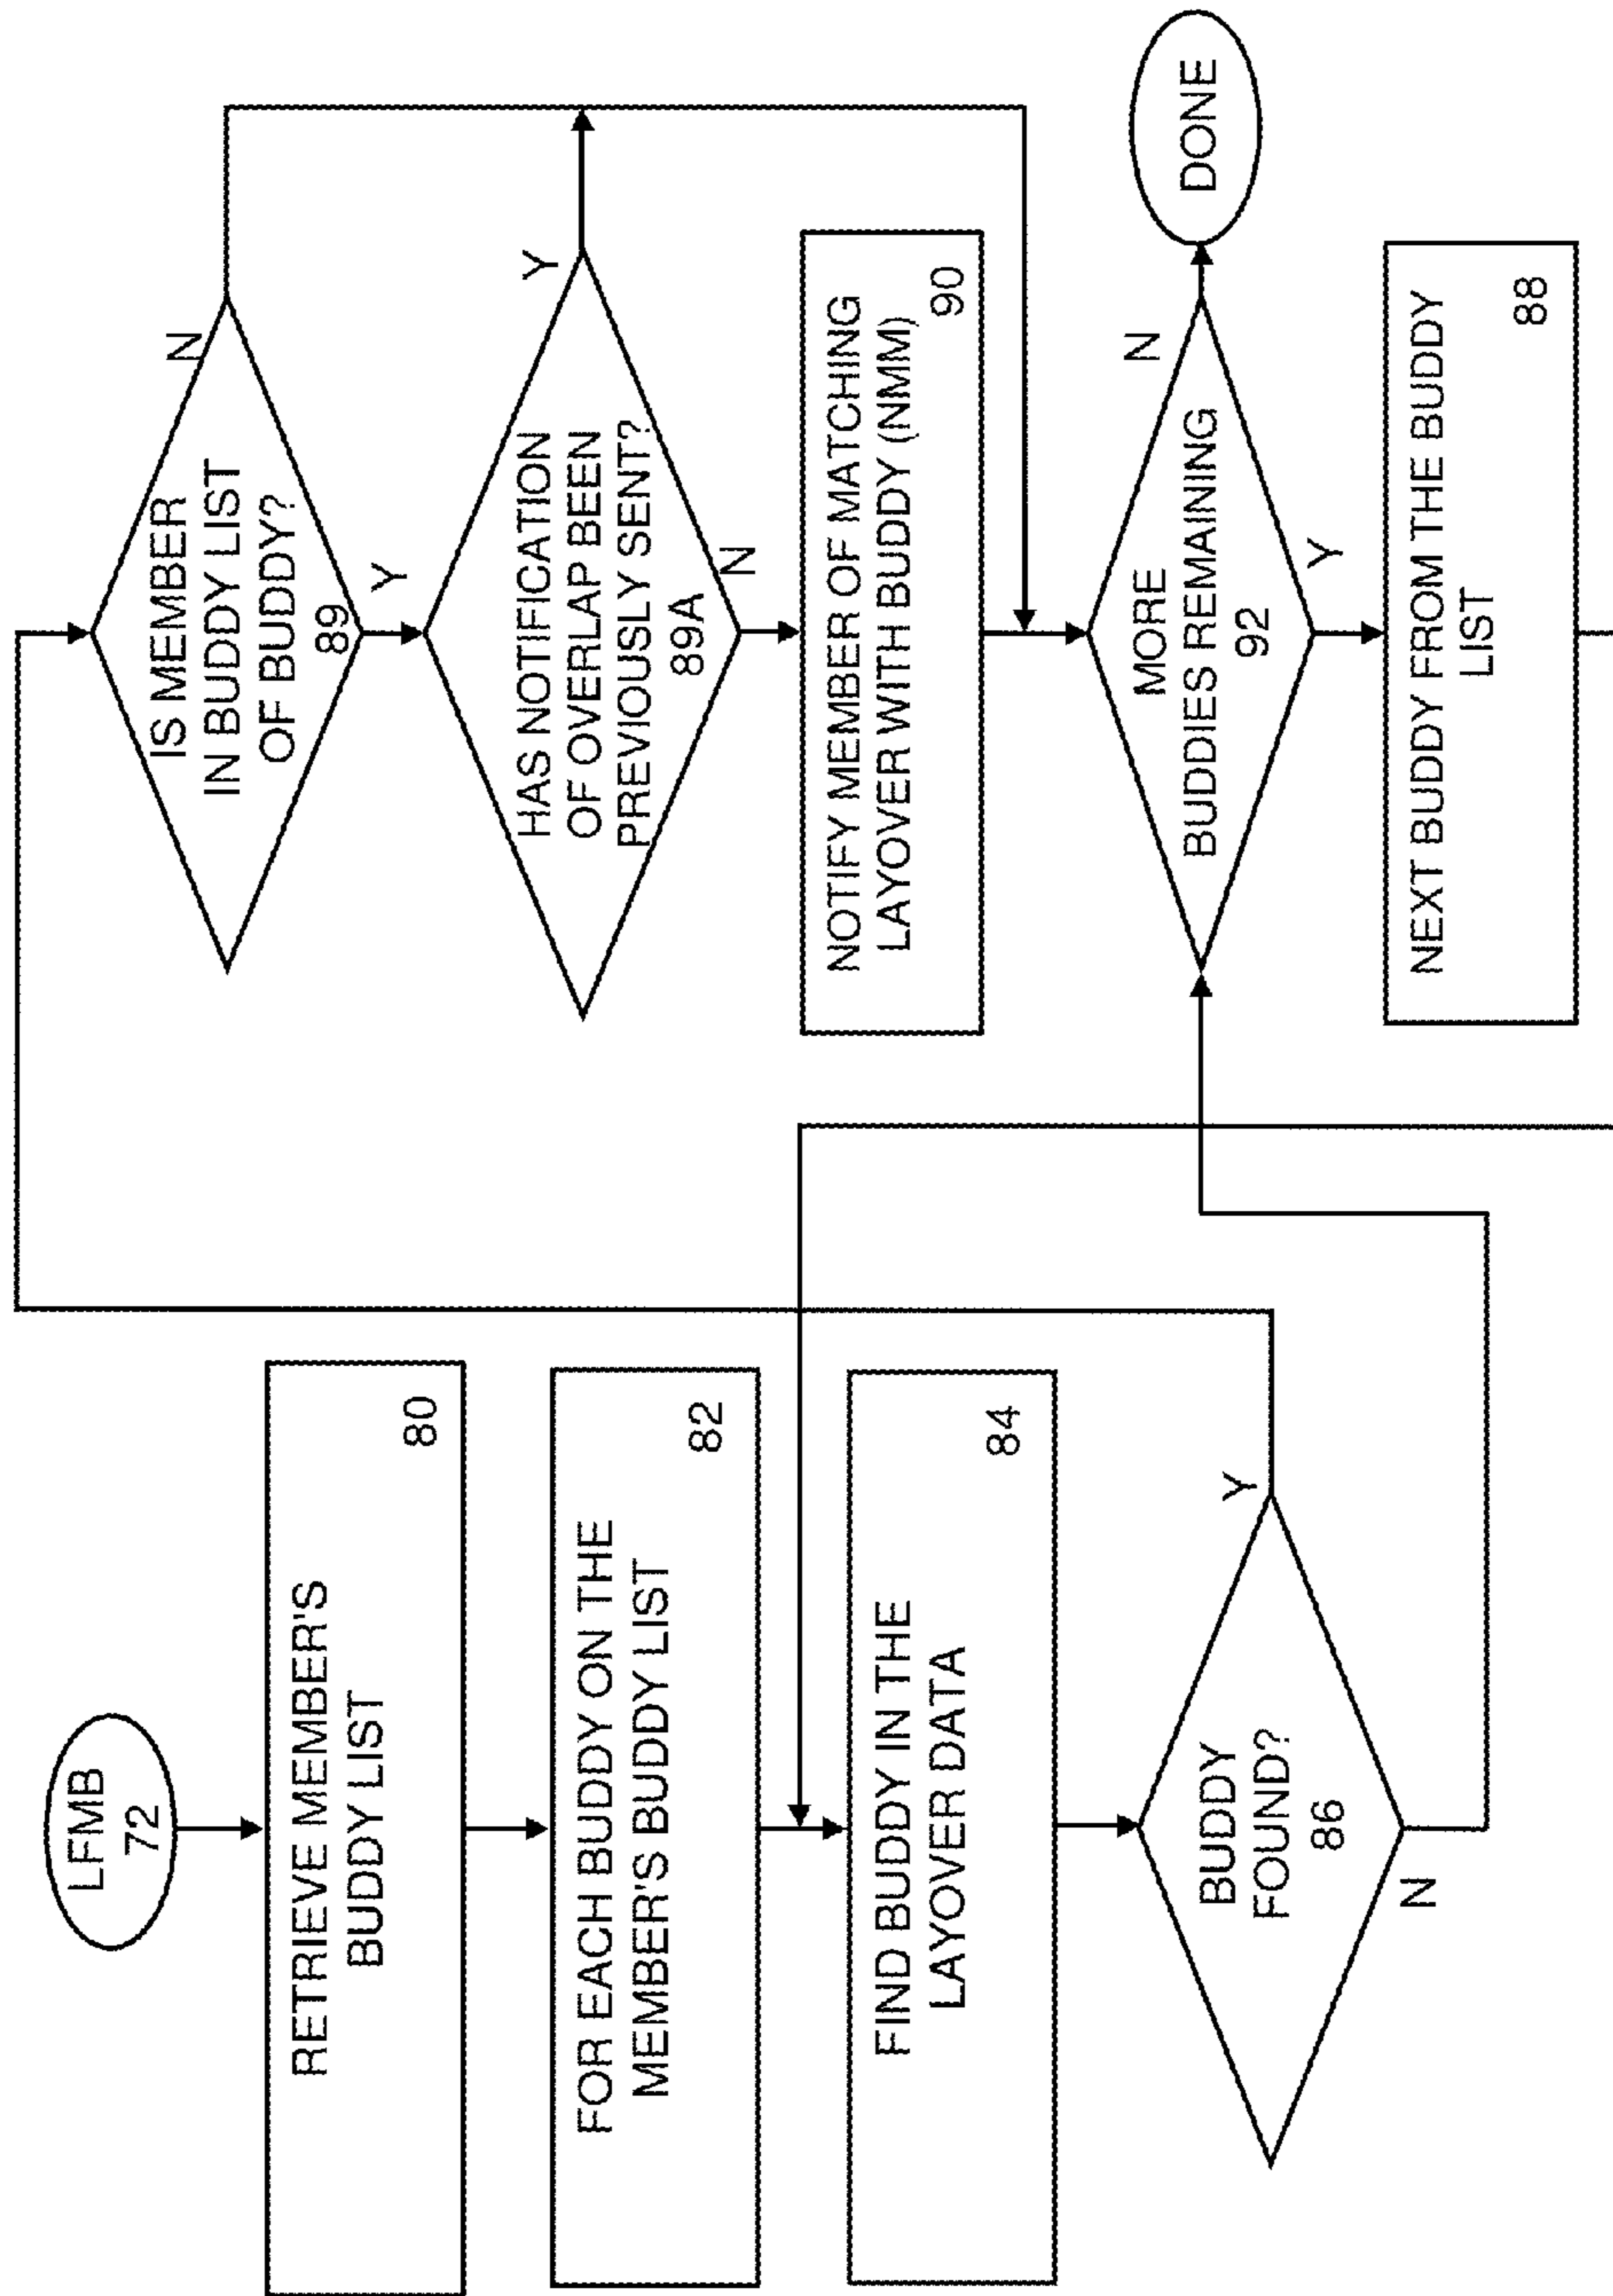 LFMB
72
RETRIEVE MEMBER'S
BUDDY LIST
80
FOR EACH BUDDY ON THE
MEMBER'S BUDDY LIST
82
FIND BUDDY IN THE
LAYOVER DATA
84
BUDDY
FOUND?
86
Y
N
IS MEMBER
IN BUDDY LIST
OF BUDDY?
89
N
Y
HAS NOTIFICATION
OF OVERLAP BEEN
PREVIOUSLY SENT?
89A
Y
N
NOTIFY MEMBER OF MATCHING
LAYOVER WITH BUDDY (NMM)
90
MORE
BUDDIES REMAINING
92
N
Y
DONE
NEXT BUDDY FROM THE BUDDY
LIST
88